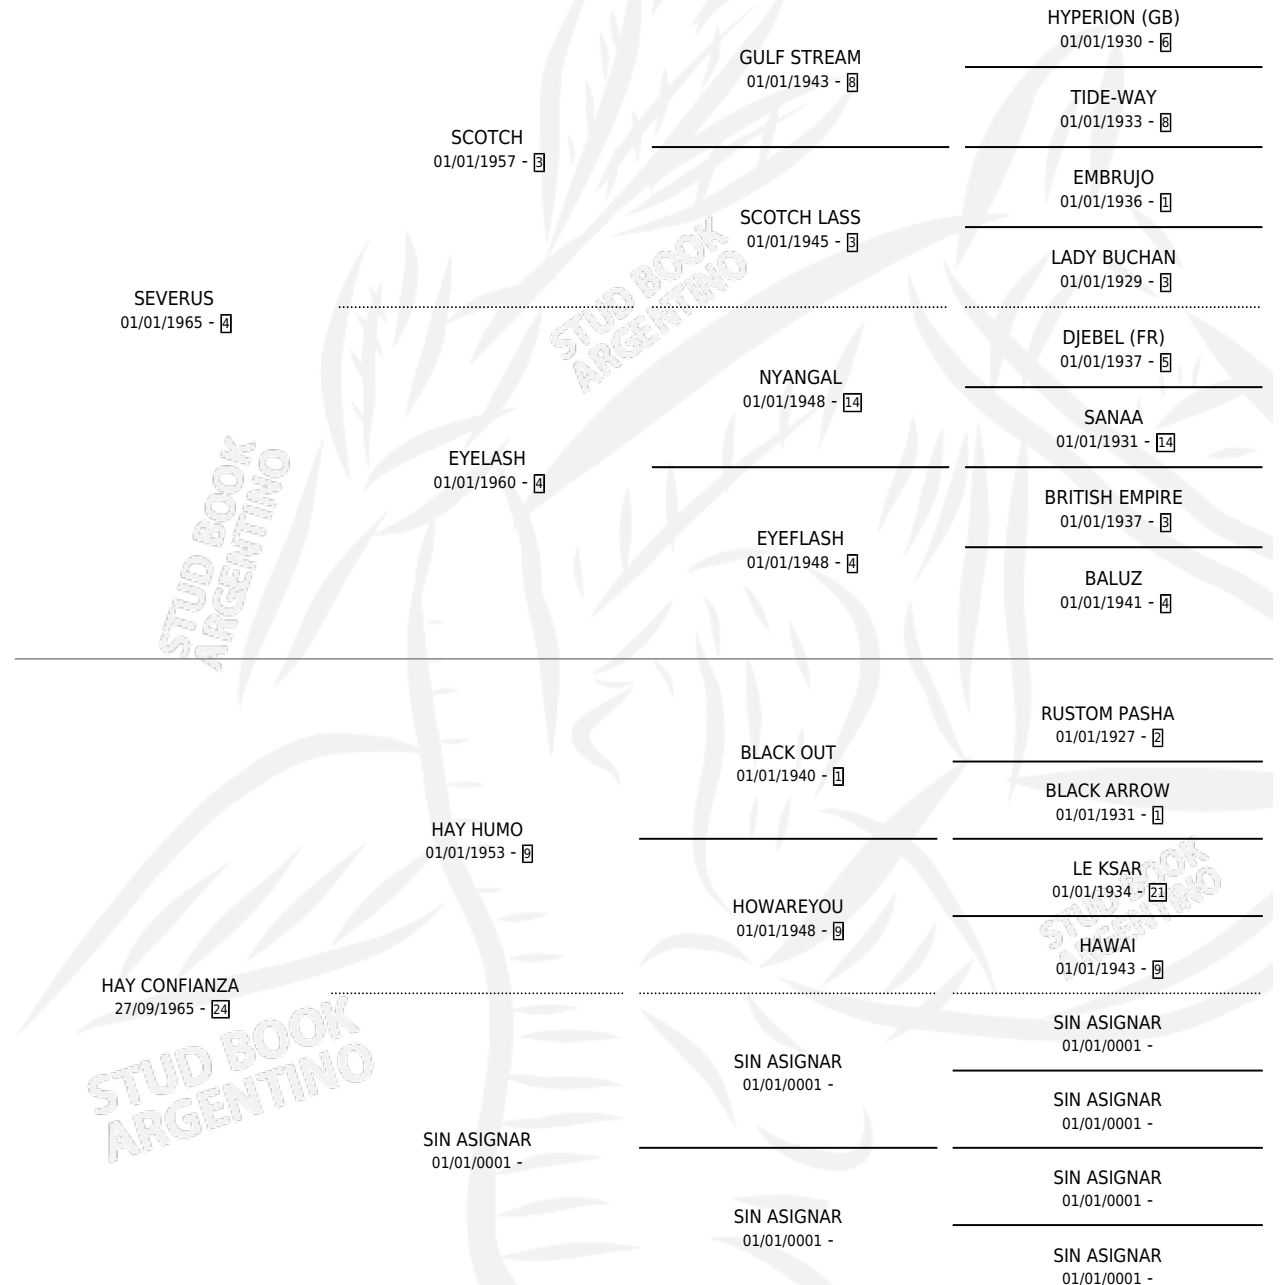 HYPERION (GB)
01/01/1930 - 6
GULF STREAM
01/01/1943 - 8
TIDE-WAY
01/01/1933 - 8
SCOTCH
01/01/1957 - 3
EMBRUJO
01/01/1936 - 1
SCOTCH LASS
01/01/1945 - 3
LADY BUCHAN
01/01/1929 - 3
SEVERUS
01/01/1965 - 4
DJEBEL (FR)
01/01/1937 - 5
NYANGAL
01/01/1948 - 14
SANAA
01/01/1931 - 14
EYELASH
01/01/1960 - 4
BRITISH EMPIRE
01/01/1937 - 3
EYEFLASH
01/01/1948 - 4
BALUZ
01/01/1941 - 4
STUD BOOK
ARGENTINO
STUD BOOK
ARGENTINO
RUSTOM PASHA
01/01/1927 - 2
BLACK OUT
01/01/1940 - 1
BLACK ARROW
01/01/1931 - 1
HAY HUMO
01/01/1953 - 9
LE KSAR
01/01/1934 - 21
HOWAREYOU
01/01/1948 - 9
HAWAI
01/01/1943 - 9
STUD BOOK
ARGENTINO
HAY CONFIANZA
27/09/1965 - 24
SIN ASIGNAR
01/01/0001 -
SIN ASIGNAR
01/01/0001 -
SIN ASIGNAR
01/01/0001 -
SIN ASIGNAR
01/01/0001 -
SIN ASIGNAR
01/01/0001 -
SIN ASIGNAR
01/01/0001 -
SIN ASIGNAR
01/01/0001 -
STUD BOOK
ARGENTINO